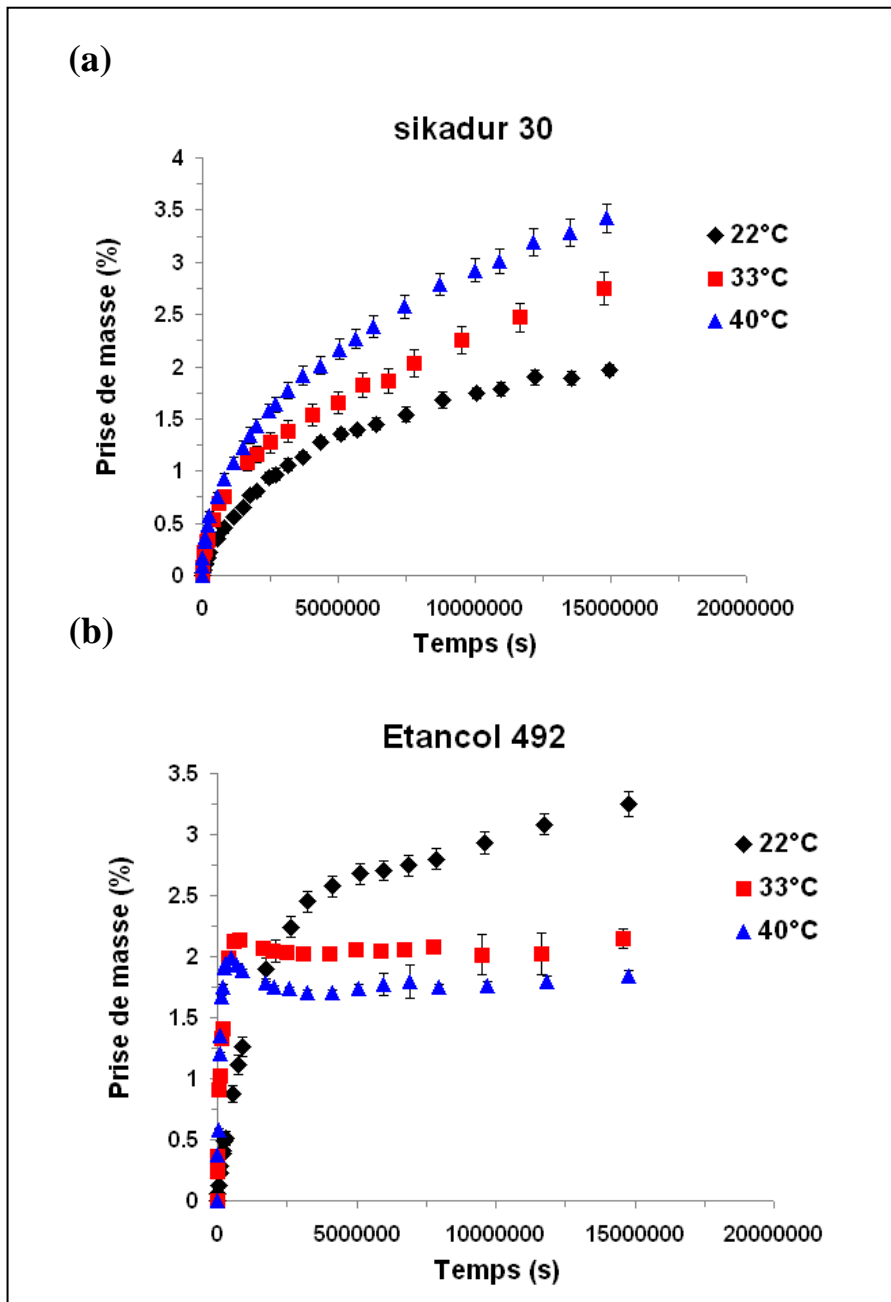 (a)
sikadur 30
4
3.5
3
2.5
2
1.5
1
0.5
0
Prise de masse (%)
22°C
33°C
40°C
0 5000000 10000000 15000000 20000000
Temps (s)
(b)
Etancol 492
3.5
3
2.5
2
1.5
1
0.5
0
Prise de masse (%)
22°C
33°C
40°C
0 5000000 10000000 15000000 20000000
Temps (s)